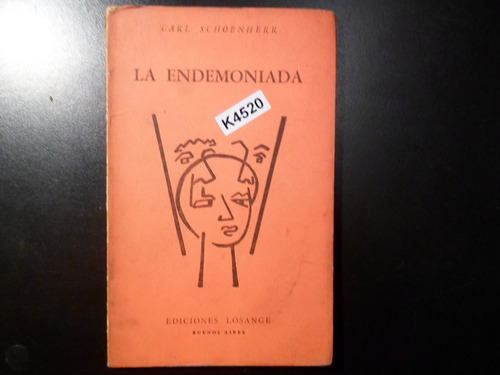 CARL SCHOENHERR
LA ENDEMONIADA
K4520
EDICIONES LOSANGE
BUENOS AIRES